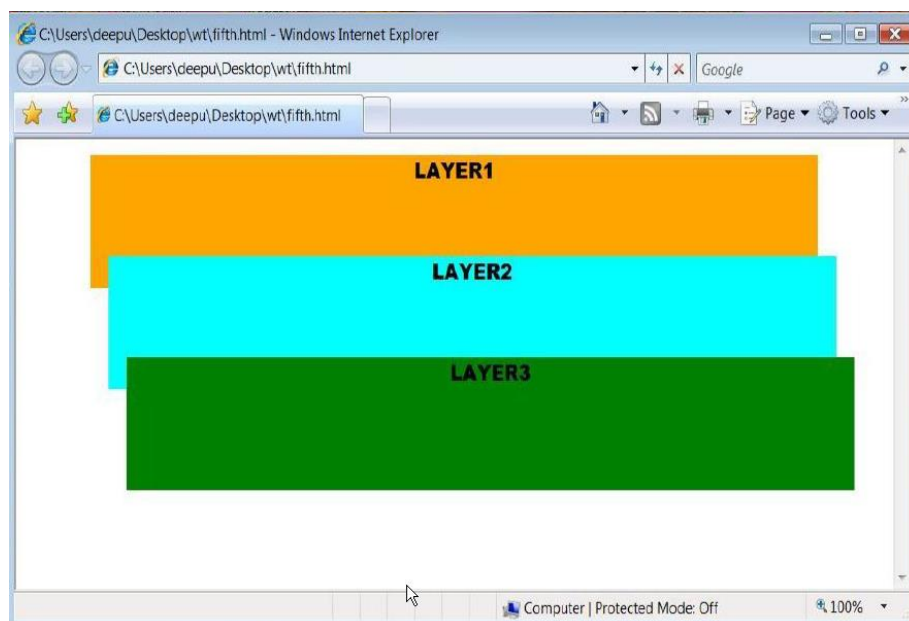 C:\Users\deepu\Desktop\wt\fifth.html - Windows Internet Explorer
C:\Users\deepu\Desktop\wt\fifth.html Google
C:\Users\deepu\Desktop\wt\fifth.html Page Tools »
LAYER1
LAYER2
LAYER3
Computer | Protected Mode: Off 100%